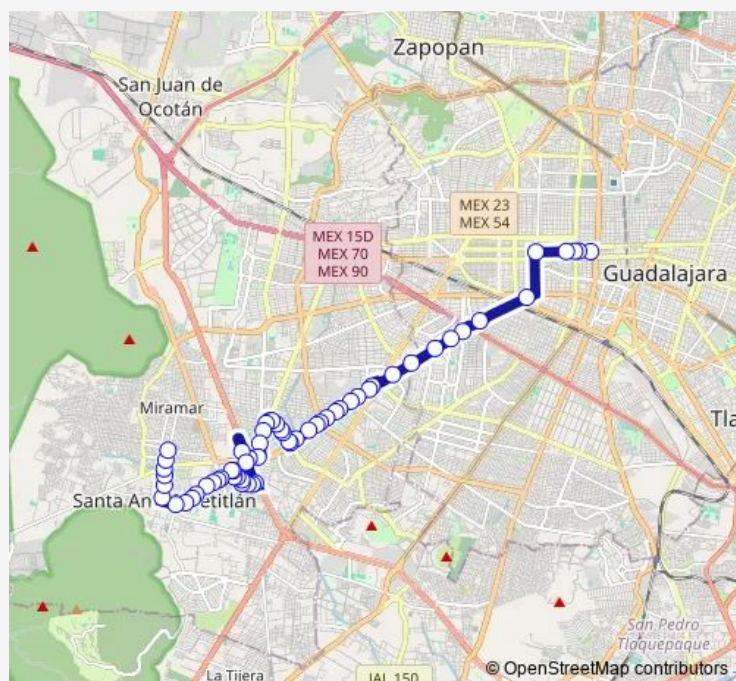 Zapopan
San Juan de
Ocotán
MEX 23
MEX 54
MEX 15D
MEX 70
MEX 90
Guadalajara
Miramar
Tla
Santa An
etitlán
San Pedro
Tlaquepaque
La Tijera
JAL 150
© OpenStreetMap contributors